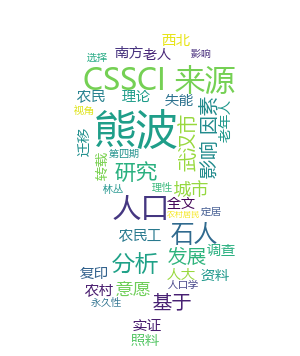 西北
选择 南方 老人 影响
CSSCI 来源
农民 理论 失能
视角
熊波
武汉市
影响 因素
老年人
迁移
第四期
转载 研究
林丛 理性 城市
人口 全文
农村居民 定居
农民工 石人
分析 发展 调查
复印 人大 资料
农村 意愿 人口学
永久性 基于
实证
照料